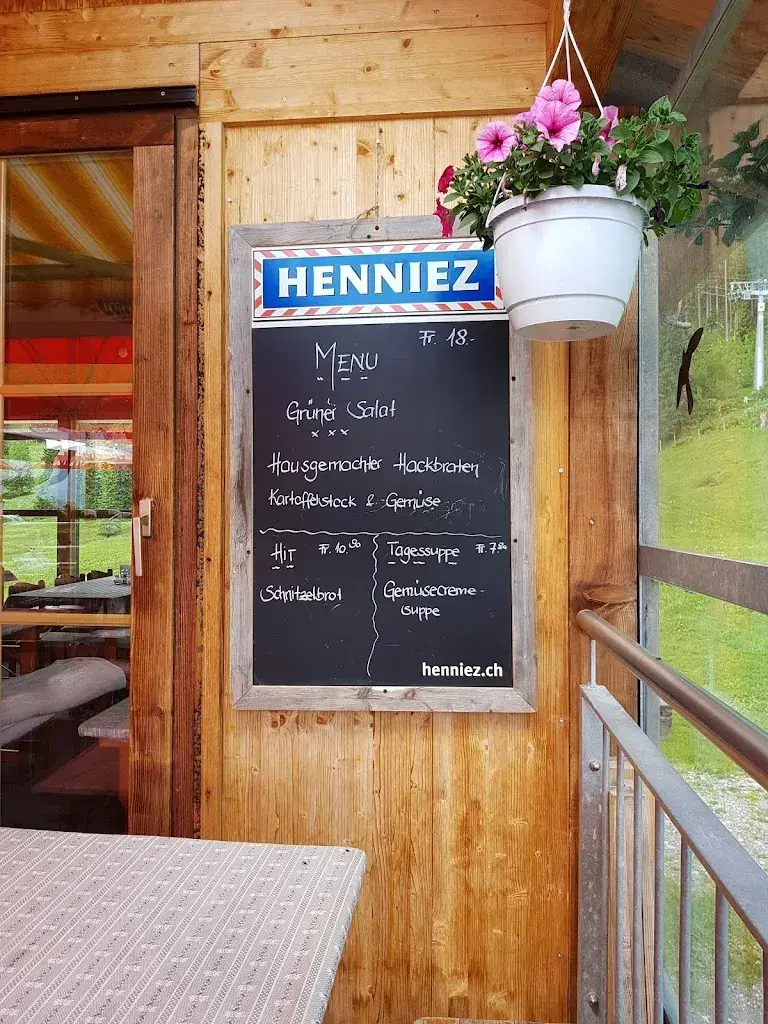 HENNIEZ
Fr. 18.-
MENU
Grüner Salat
x x x
Hausgemachter Hackbraten
Kartoffelstock & Gemüse
Hit Fr. 10.90
Schnitzelbrot
Tagessuppe Fr. 7.80
Gemüsecreme-
suppe
henniez.ch